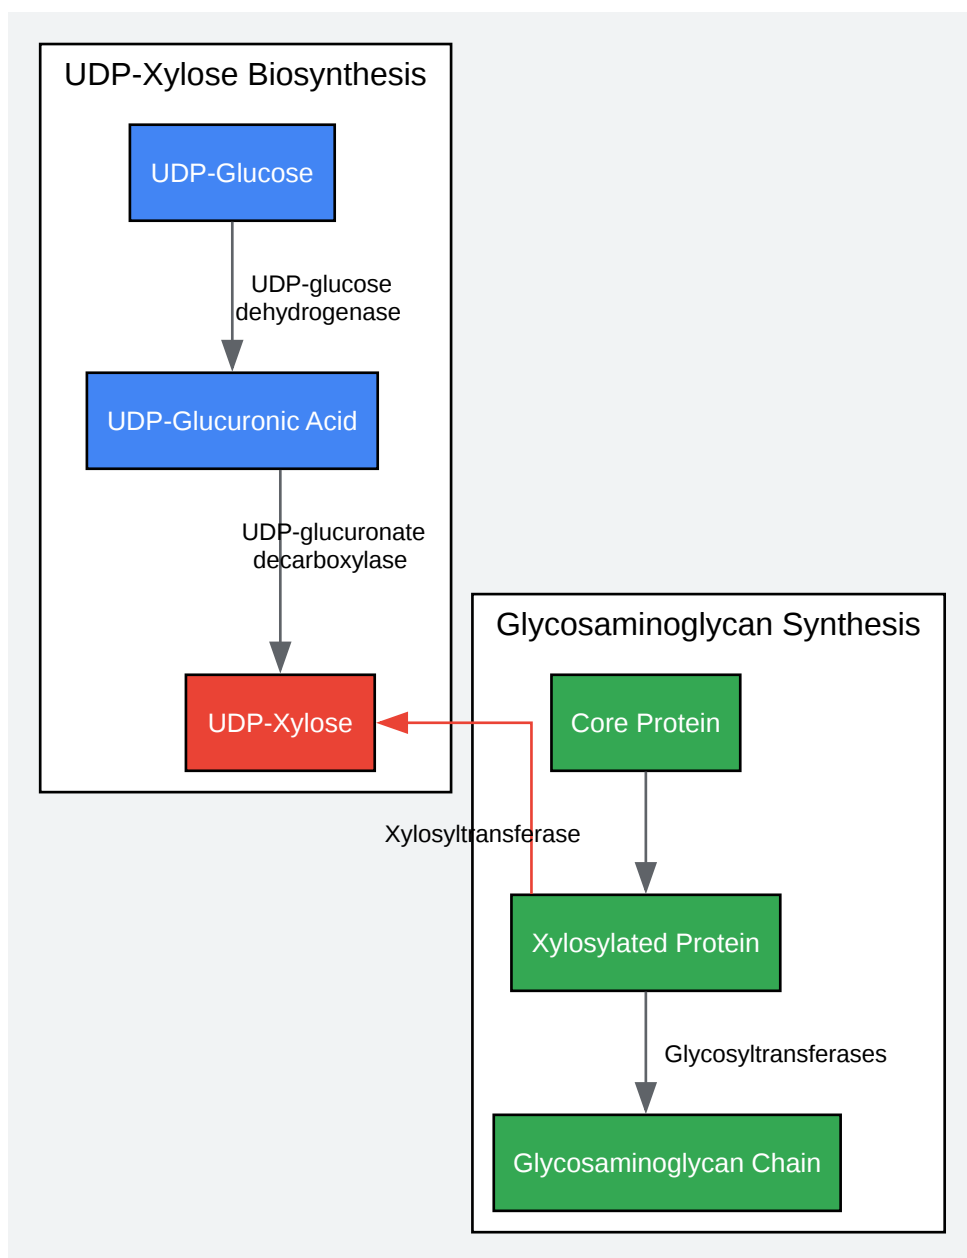 UDP-Xylose Biosynthesis
UDP-Glucose
UDP-glucose
dehydrogenase
UDP-Glucuronic Acid
UDP-glucuronate
decarboxylase
UDP-Xylose
Glycosaminoglycan Synthesis
Core Protein
Xylosyltransferase
Xylosylated Protein
Glycosyltransferases
Glycosaminoglycan Chain